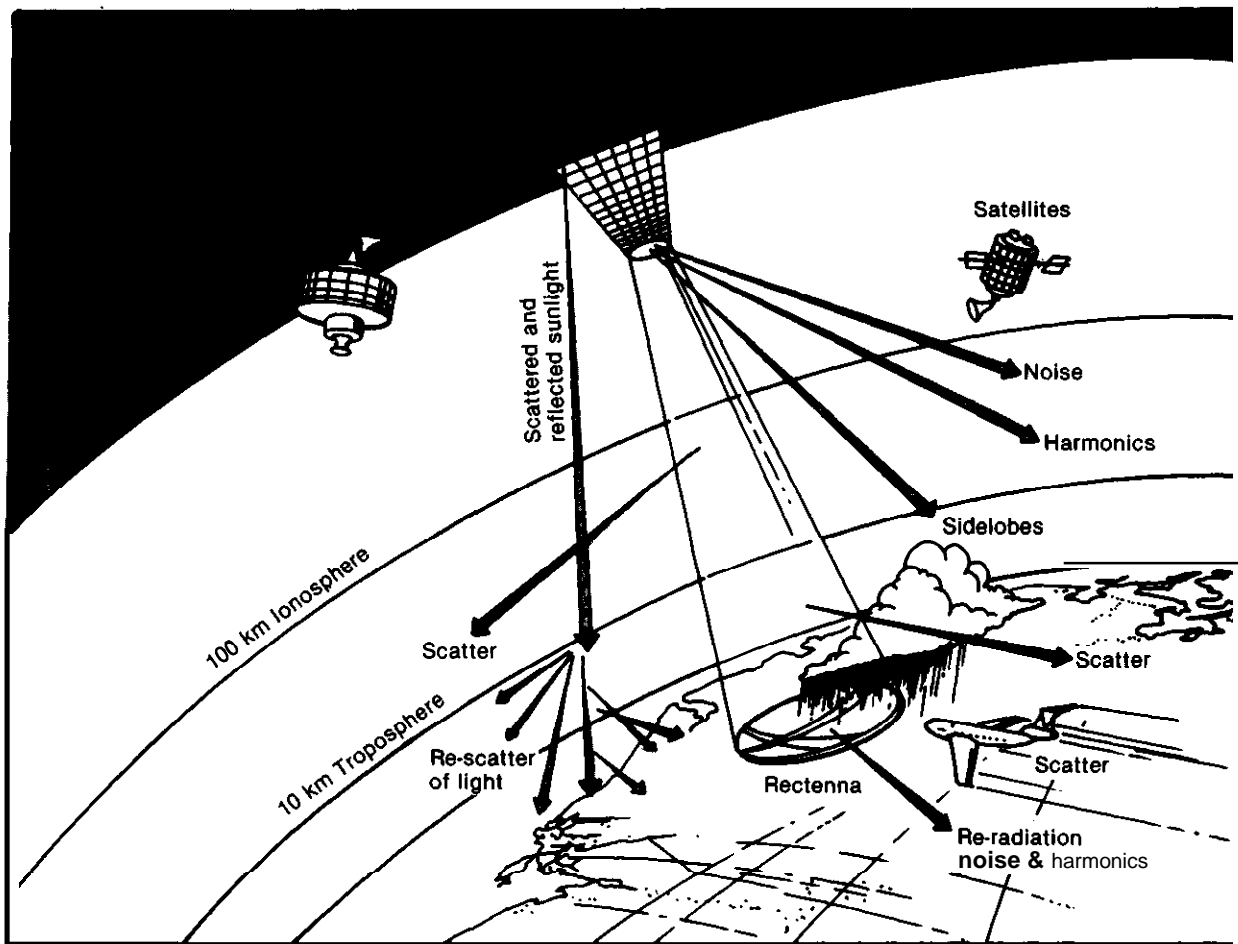 Satellites
Scattered and
reflected sunlight
Noise
Harmonics
Sidelobes
100 km Ionosphere
Scatter
Scatter
10 km Troposphere
Re-scatter
of light
Rectenna
Scatter
Re-radiation
noise & harmonics